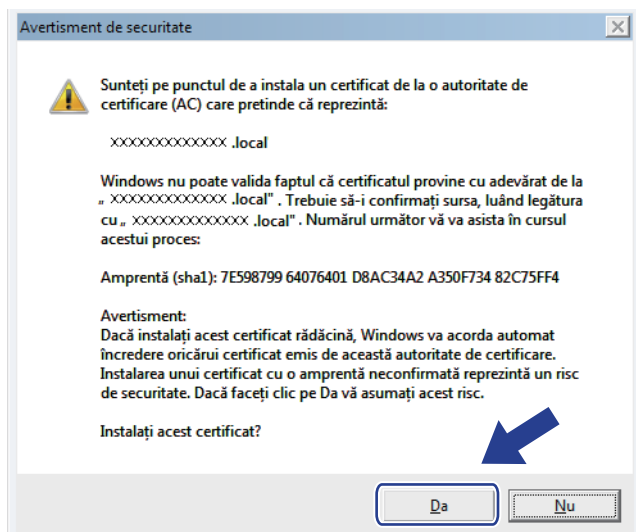 Avertisment de securitate
Sunteți pe punctul de a instala un certificat de la o autoritate de
certificare (AC) care pretinde că reprezintă:
XXXXXXXXXXXXX .local
Windows nu poate valida faptul că certificatul provine cu adevărat de la
„ XXXXXXXXXXXXX .local" . Trebuie să-i confirmați sursa, luând legătura
cu „ XXXXXXXXXXXXX .local" . Numărul următor vă va asista în cursul
acestui proces:
Amprentă (sha1): 7E598799 64076401 D8AC34A2 A350F734 82C75FF4
Avertisment:
Dacă instalați acest certificat rădăcină, Windows va acorda automat
încredere oricărui certificat emis de această autoritate de certificare.
Instalarea unui certificat cu o amprentă neconfirmată reprezintă un risc
de securitate. Dacă faceți clic pe Da vă asumați acest risc.
Instalați acest certificat?
Da
Nu